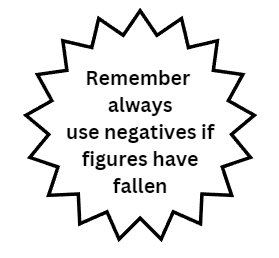 Remember
always
use negatives if
figures have
fallen